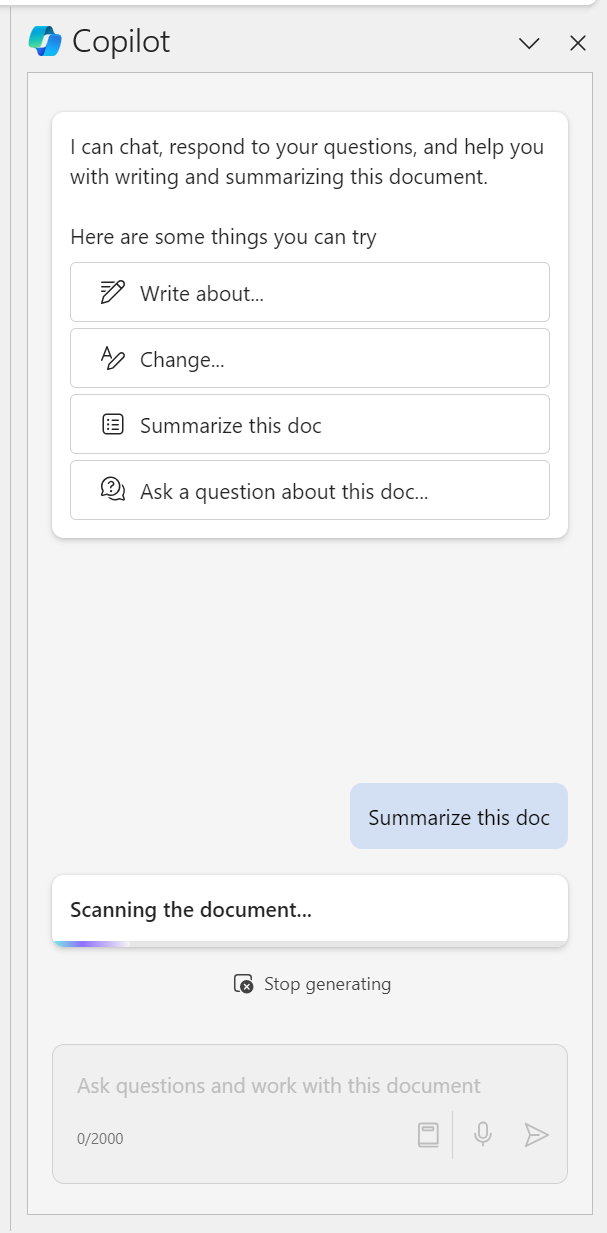 Copilot
I can chat, respond to your questions, and help you
with writing and summarizing this document.
Here are some things you can try
Write about...
Change...
Summarize this doc
Ask a question about this doc...
Summarize this doc
Scanning the document...
Stop generating
Ask questions and work with this document
0/2000